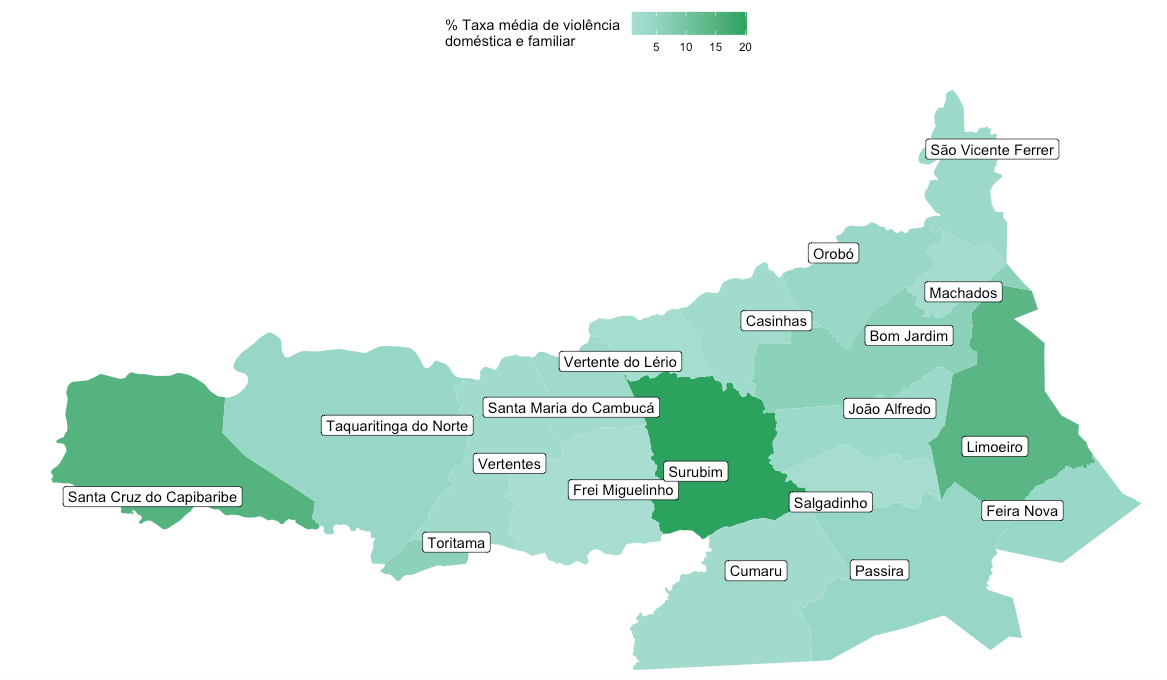 % Taxa média de violência
doméstica e familiar
5 10 15 20
São Vicente Ferrer
Orobó
Machados
Casinhas
Bom Jardim
Vertente do Lério
Santa Maria do Cambucá
João Alfredo
Taquaritinga do Norte
Limoeiro
Vertentes
Surubim
Frei Miguelinho
Santa Cruz do Capibaribe
Salgadinho
Feira Nova
Toritama
Cumaru
Passira